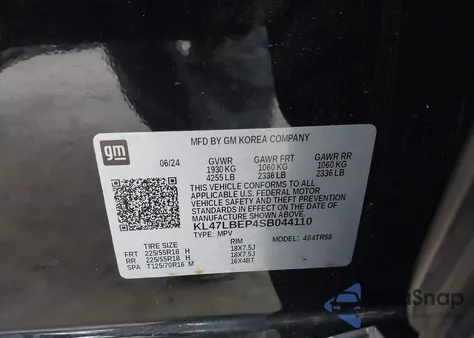 gm
MFD BY GM KOREA COMPANY
06/24 GVWR GAWR FRT GAWR RR
1930 KG 1060 KG 1060 KG
4255 LB 2336 LB 2336 LB
THIS VEHICLE CONFORMS TO ALL
APPLICABLE U.S. FEDERAL MOTOR
VEHICLE SAFETY AND THEFT PREVENTION
STANDARDS IN EFFECT ON THE DATE OF
MANUFACTURE SHOWN ABOVE.
KL47LBEP4SB044110
TYPE: MPV MODEL: 404TR58
TIRE SIZE RIM
FRT 225/55R18 H 18X7.5J
RR 225/55R18 H 18X7.5J
SPA T125/70R16 M 16X4BT